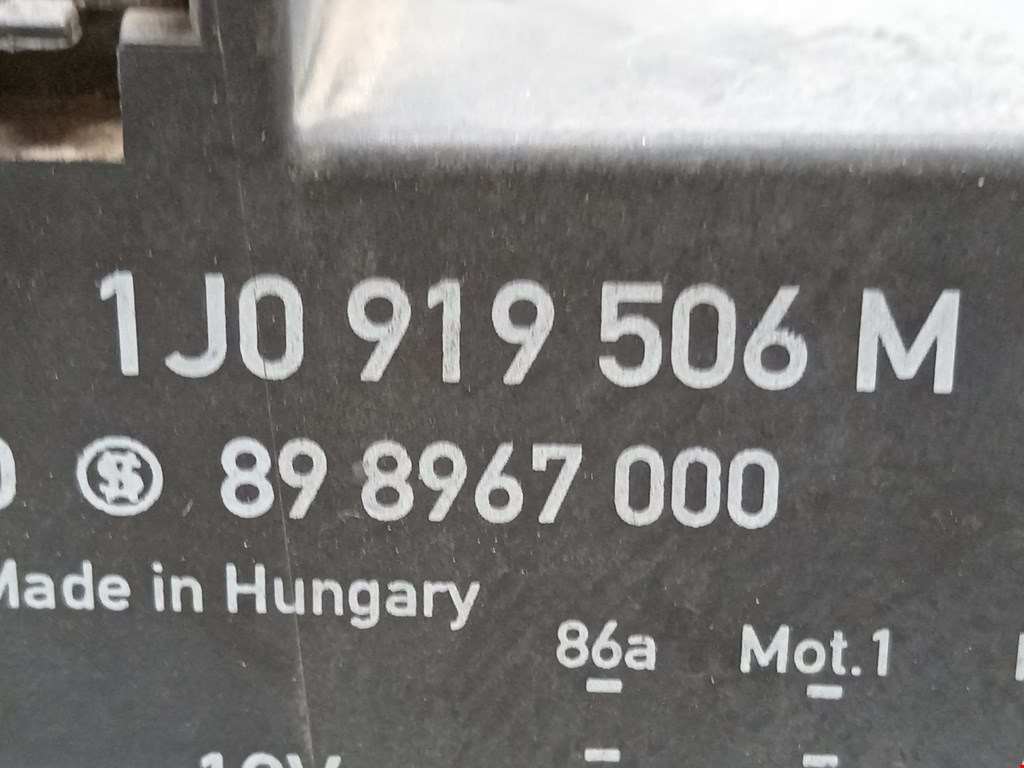 1J0 919 506 M
89 8967 000
Made in Hungary
86a Mot.1